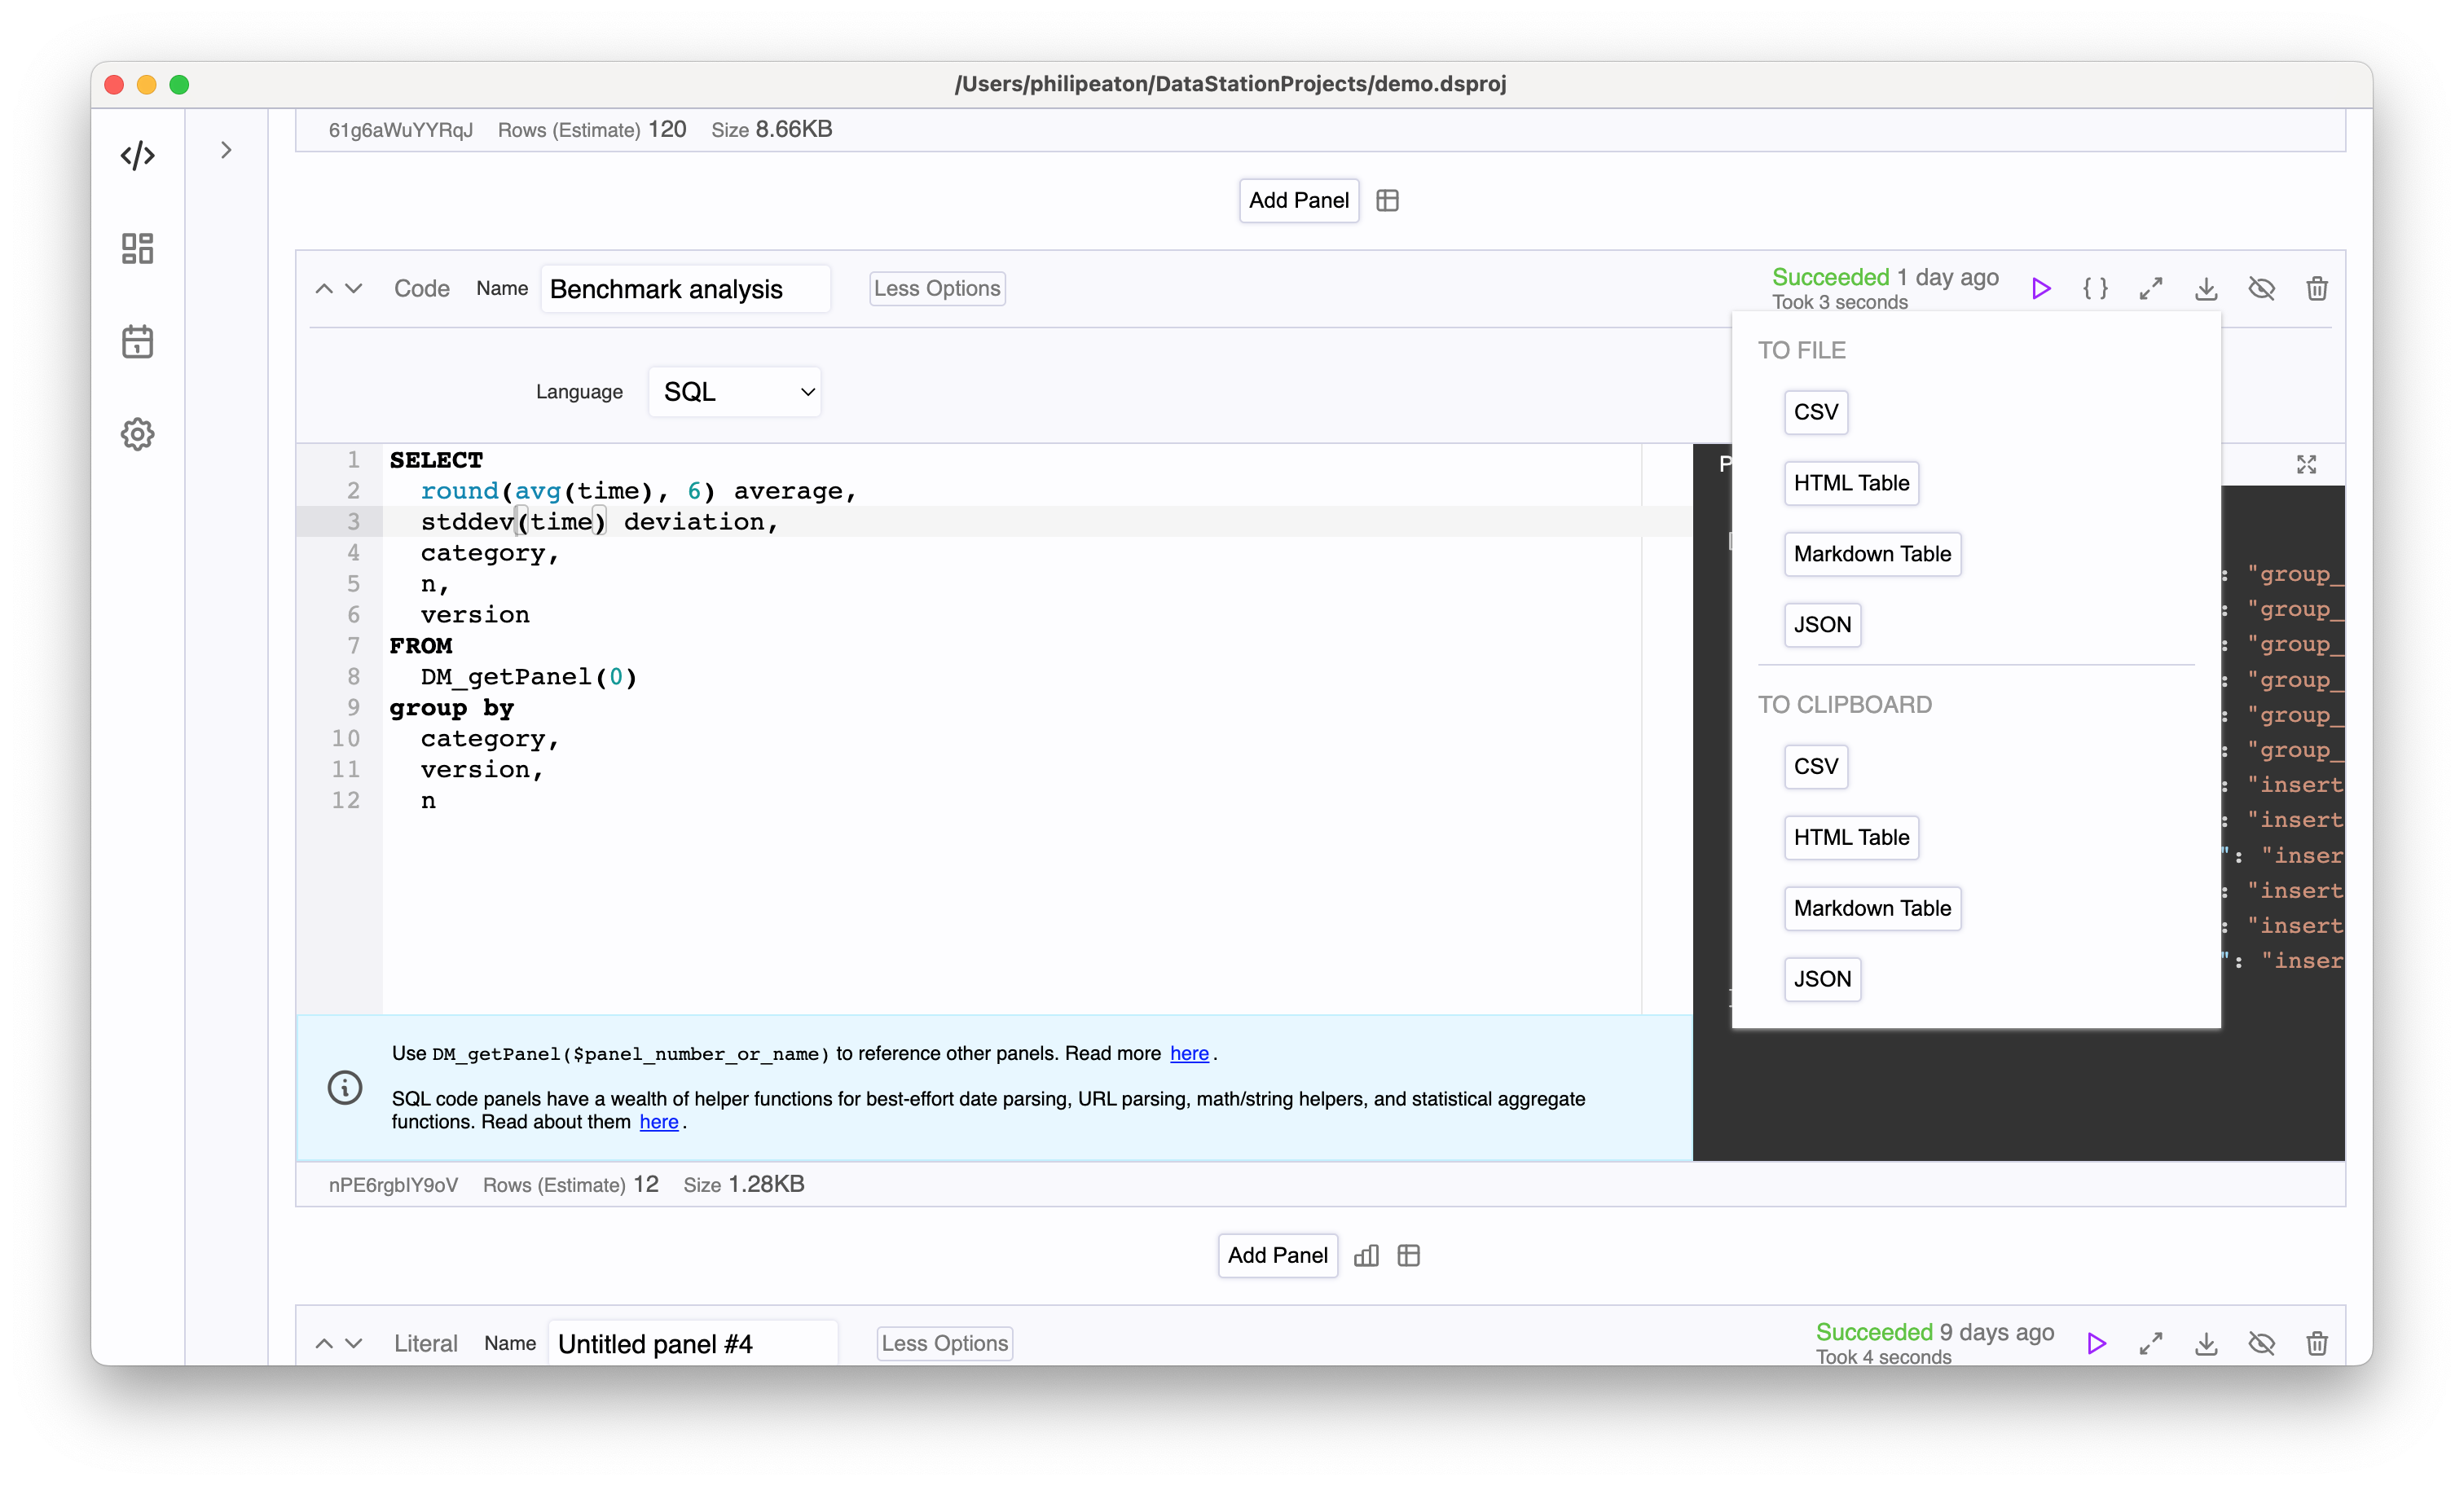 /Users/philipeaton/DataStationProjects/demo.dsproj
61g6aWuYYRqJ Rows (Estimate) 120 Size 8.66KB
Add Panel
Code Name Benchmark analysis Less Options
Succeeded 1 day ago
Took 3 seconds
{ }
Language SQL
1 SELECT
2 round(avg(time), 6) average,
3 stddev(time) deviation,
4 category,
5 n,
6 version
7 FROM
8 DM_getPanel(0)
9 group by
10 category,
11 version,
12 n
TO FILE
CSV
HTML Table
Markdown Table
JSON
TO CLIPBOARD
CSV
HTML Table
Markdown Table
JSON
P
: "group_
: "group_
: "group_
: "group_
: "group_
: "group_
: "insert
: "insert
": "inser
: "insert
: "insert
": "inser
Use DM_getPanel($panel_number_or_name) to reference other panels. Read more here.
SQL code panels have a wealth of helper functions for best-effort date parsing, URL parsing, math/string helpers, and statistical aggregate
functions. Read about them here.
nPE6rgbIY9oV Rows (Estimate) 12 Size 1.28KB
Add Panel
Literal Name Untitled panel #4 Less Options
Succeeded 9 days ago
Took 4 seconds